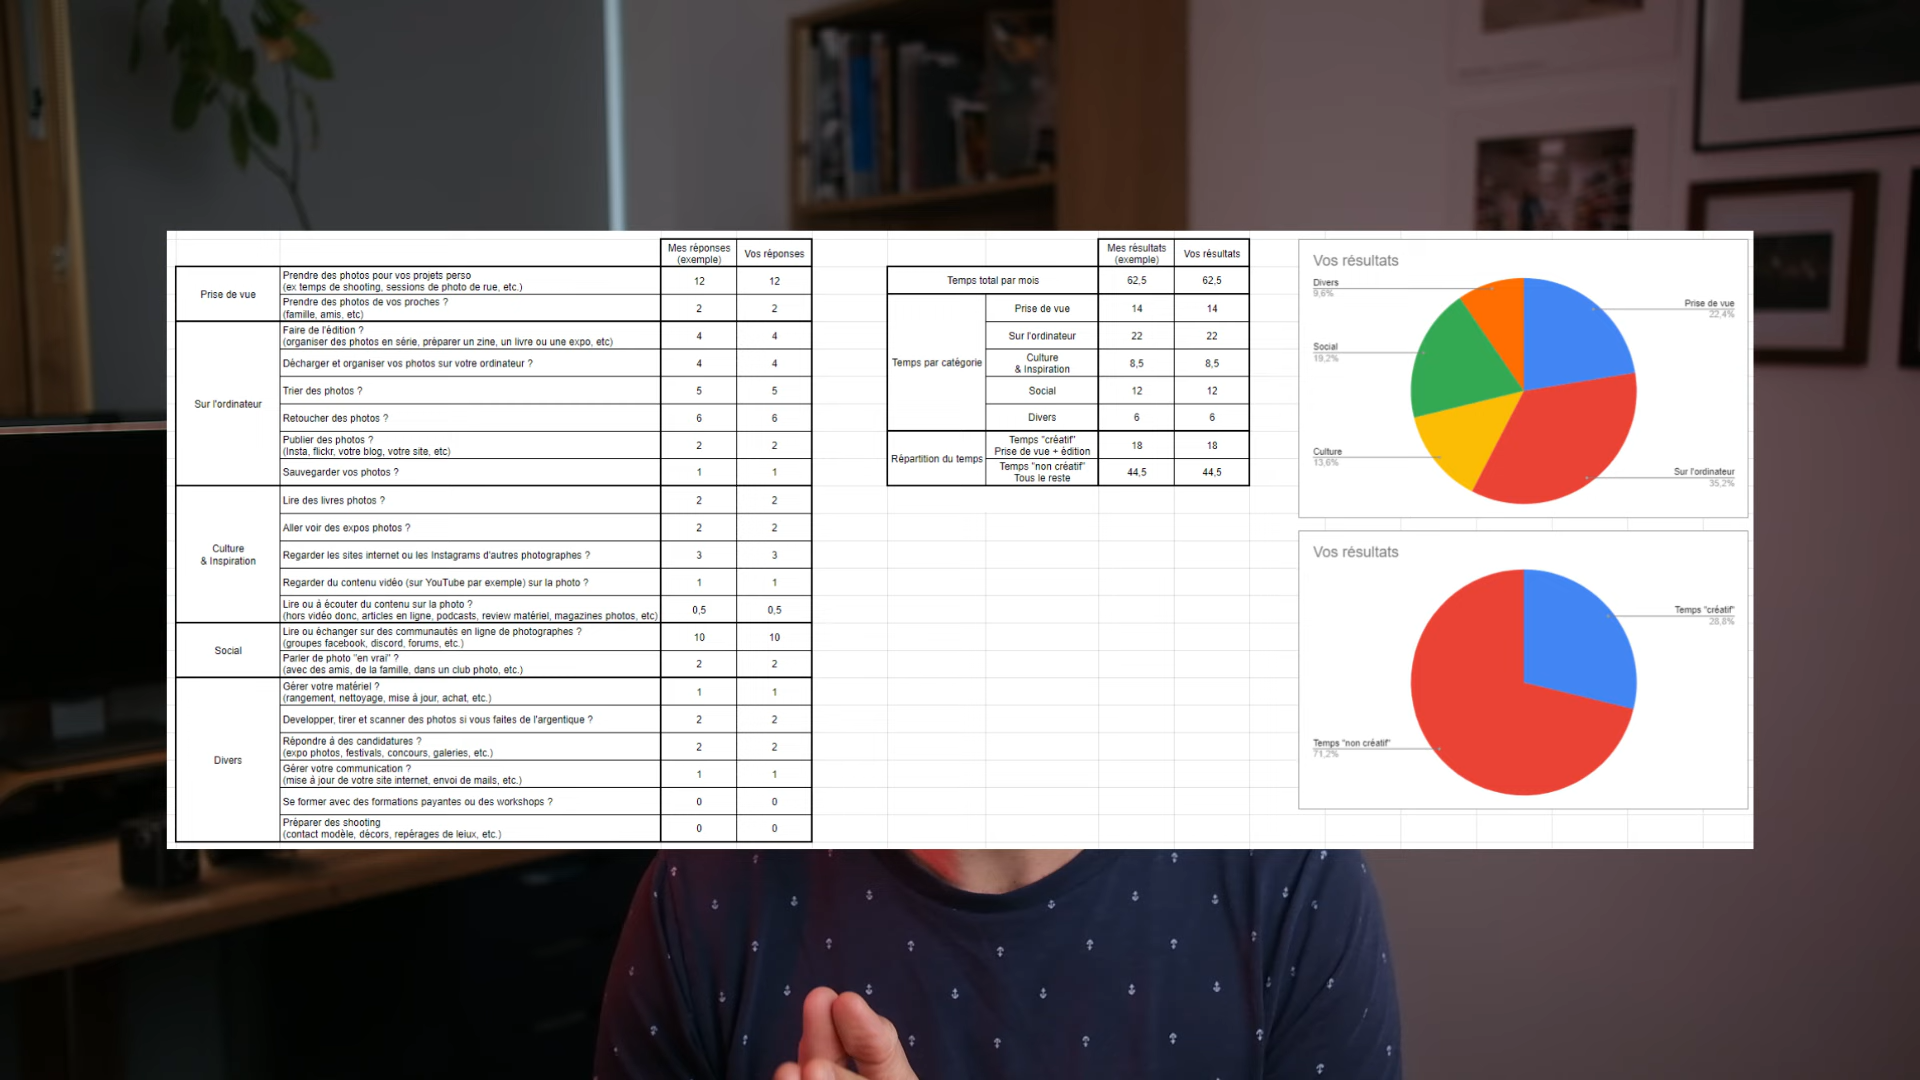 Mes réponses
(exemple)
Vos réponses
Prise de vue
Prendre des photos pour vos projets perso
(ex temps de shooting, sessions de photo de rue, etc.)
12
12
Prendre des photos de vos proches ?
(famille, amis, etc)
2
2
Sur l'ordinateur
Faire de l'édition ?
(organiser des photos en série, préparer un zine, un livre ou une expo, etc)
4
4
Décharger et organiser vos photos sur votre ordinateur ?
4
4
Trier des photos ?
5
5
Retoucher des photos ?
6
6
Publier des photos ?
(Insta, flickr, votre blog, votre site, etc)
2
2
Sauvegarder vos photos ?
1
1
Culture
& Inspiration
Lire des livres photos ?
2
2
Aller voir des expos photos ?
2
2
Regarder les sites internet ou les Instagrams d'autres photographes ?
3
3
Regarder du contenu vidéo (sur YouTube par exemple) sur la photo ?
1
1
Lire ou à écouter du contenu sur la photo ?
(hors vidéo donc, articles en ligne, podcasts, review matériel, magazines photos, etc)
0,5
0,5
Social
Lire ou échanger sur des communautés en ligne de photographes ?
(groupes facebook, discord, forums, etc.)
10
10
Parler de photo "en vrai" ?
(avec des amis, de la famille, dans un club photo, etc.)
2
2
Divers
Gérer votre matériel ?
(rangement, nettoyage, mise à jour, achat, etc.)
1
1
Developper, tirer et scanner des photos si vous faites de l'argentique ?
2
2
Répondre à des candidatures ?
(expo photos, festivals, concours, galeries, etc.)
2
2
Gérer votre communication ?
(mise à jour de votre site internet, envoi de mails, etc.)
1
1
Se former avec des formations payantes ou des workshops ?
0
0
Préparer des shooting
(contact modèle, décors, repérages de leiux, etc.)
0
0
Mes résultats
(exemple)
Vos résultats
Temps total par mois
62,5
62,5
Temps par catégorie
Prise de vue
14
14
Sur l'ordinateur
22
22
Culture
& Inspiration
8,5
8,5
Social
12
12
Divers
6
6
Répartition du temps
Temps "créatif"
Prise de vue + édition
18
18
Temps "non créatif"
Tous le reste
44,5
44,5
Vos résultats
Divers
9,6%
Prise de vue
22,4%
Social
19,2%
Culture
13,6%
Sur l'ordinateur
35,2%
Vos résultats
Temps "créatif"
28,8%
Temps "non créatif"
71,2%